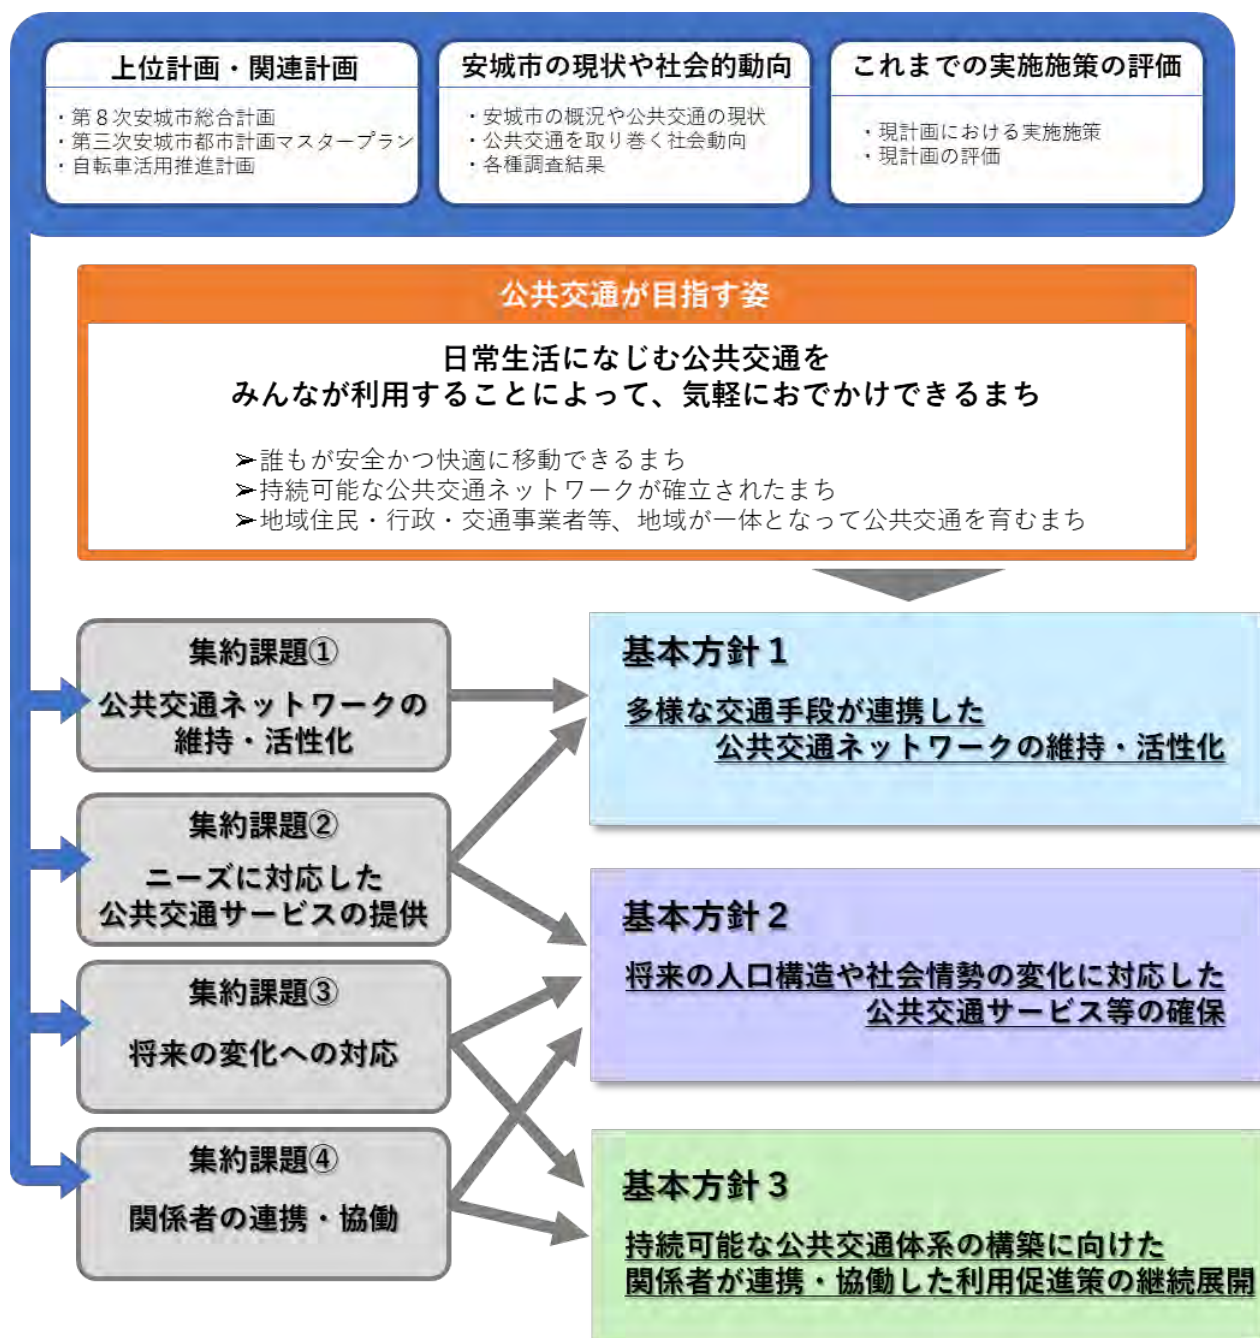 上位計画・関連計画
・第８次安城市総合計画
・第三次安城市都市計画マスタープラン
・自転車活用推進計画
安城市の現状や社会的動向
・安城市の概況や公共交通の現状
・公共交通を取り巻く社会動向
・各種調査結果
これまでの実施施策の評価
・現計画における実施施策
・現計画の評価
公共交通が目指す姿
日常生活になじむ公共交通を
みんなが利用することによって、気軽におでかけできるまち
➢誰もが安全かつ快適に移動できるまち
➢持続可能な公共交通ネットワークが確立されたまち
➢地域住民・行政・交通事業者等、地域が一体となって公共交通を育むまち
集約課題①
公共交通ネットワークの
維持・活性化
集約課題②
ニーズに対応した
公共交通サービスの提供
集約課題③
将来の変化への対応
集約課題④
関係者の連携・協働
基本方針１
多様な交通手段が連携した
公共交通ネットワークの維持・活性化
基本方針２
将来の人口構造や社会情勢の変化に対応した
公共交通サービス等の確保
基本方針３
持続可能な公共交通体系の構築に向けた
関係者が連携・協働した利用促進策の継続展開